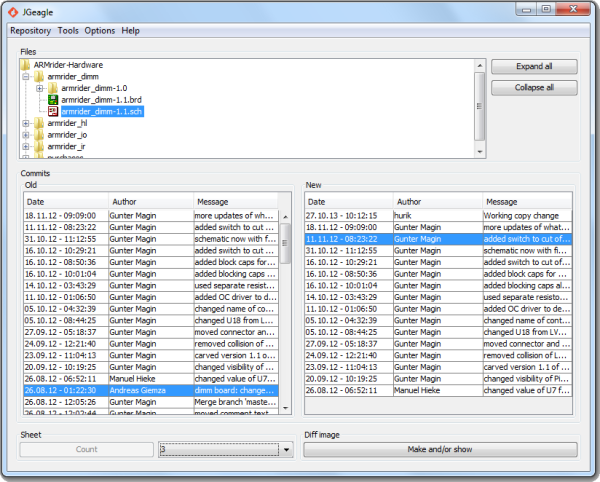 JGeagle
Repository Tools Options Help
Files
ARMrider-Hardware
armrider_dimm
armrider_dimm-1.0
armrider_dimm-1.1.brd
armrider_dimm-1.1.sch
armrider_hl
armrider_io
armrider_ir
purchases
Expand all
Collapse all
Commits
Old
Date Author Message
18.11.12 - 09:09:00 Gunter Magin more updates of wh...
11.11.12 - 08:23:22 Gunter Magin added switch to cut ...
31.10.12 - 11:12:55 Gunter Magin schematic now with f...
31.10.12 - 10:29:21 Gunter Magin added switch to cut ...
16.10.12 - 08:50:36 Gunter Magin added block caps for...
16.10.12 - 10:01:04 Gunter Magin added blocking caps ...
14.10.12 - 03:43:29 Gunter Magin used separate resist...
11.10.12 - 01:06:50 Gunter Magin added OC driver to d...
05.10.12 - 04:32:39 Gunter Magin changed name of co...
05.10.12 - 08:44:25 Gunter Magin changed U18 from L...
27.09.12 - 05:18:37 Gunter Magin moved connector an...
24.09.12 - 12:21:40 Gunter Magin removed collision of ...
23.09.12 - 11:04:13 Gunter Magin carved version 1.1 o...
20.09.12 - 10:19:25 Gunter Magin changed visibility of ...
26.08.12 - 06:52:11 Manuel Hieke changed value of U7...
26.08.12 - 01:22:30 Andreas Giemza dimm board: change...
26.08.12 - 12:05:26 Gunter Magin Merge branch 'maste...
26.08.12 - 12:02:44 Gunter Magin moved comment text
New
Date Author Message
27.10.13 - 10:12:15 hurik Working copy change
18.11.12 - 09:09:00 Gunter Magin more updates of what...
11.11.12 - 08:23:22 Gunter Magin added switch to cut of...
31.10.12 - 11:12:55 Gunter Magin schematic now with fo...
31.10.12 - 10:29:21 Gunter Magin added switch to cut of...
16.10.12 - 08:50:36 Gunter Magin added block caps for ...
16.10.12 - 10:01:04 Gunter Magin added blocking caps al...
14.10.12 - 03:43:29 Gunter Magin used separate resisto...
11.10.12 - 01:06:50 Gunter Magin added OC driver to de...
05.10.12 - 04:32:39 Gunter Magin changed name of cont...
05.10.12 - 08:44:25 Gunter Magin changed U18 from LV...
27.09.12 - 05:18:37 Gunter Magin moved connector and ...
24.09.12 - 12:21:40 Gunter Magin removed collision of L...
23.09.12 - 11:04:13 Gunter Magin carved version 1.1 of ...
20.09.12 - 10:19:25 Gunter Magin changed visibility of Pi...
26.08.12 - 06:52:11 Manuel Hieke changed value of U7 f...
Sheet
Count
3
Diff image
Make and/or show